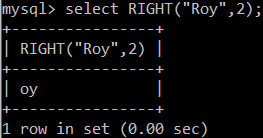 mysql> select RIGHT("Roy",2);
+----------------+
| RIGHT("Roy",2) |
+----------------+
| oy             |
+----------------+
1 row in set (0.00 sec)